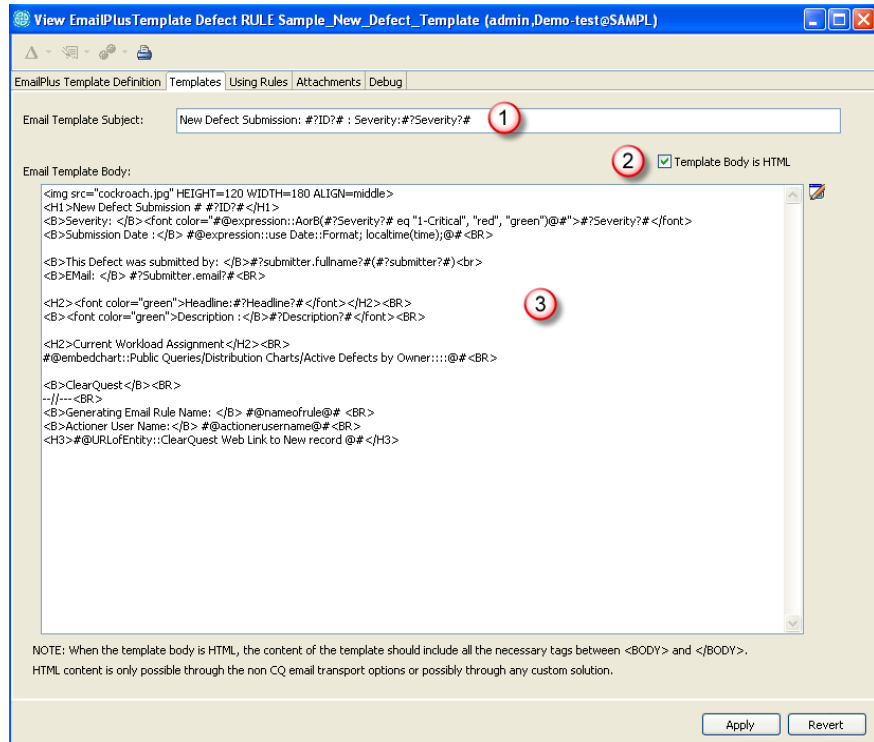 View EmailPlusTemplate Defect RULE Sample_New_Defect_Template (admin,Demo-test@SAMPL)
EmailPlus Template Definition Templates Using Rules Attachments Debug
Email Template Subject: New Defect Submission: #?ID?# : Severity:#?Severity?# 1
2 Template Body is HTML
Email Template Body:
<img src="cockroach.jpg" HEIGHT=120 WIDTH=180 ALIGN=middle>
<H1>New Defect Submission # #?ID?#</H1>
<B>Severity: </B><font color="#@expression::AorB(#?Severity?# eq "1-Critical", "red", "green")@#">#?Severity?#</font>
<B>Submission Date :</B> #@expression::use Date::Format; localtime(time);@#<BR>
<B>This Defect was submitted by: </B>#?submitter.fullname?#(#?submitter?#)<br>
<B>EMail: </B> #?Submitter.email?#<BR>
<H2><font color="green">Headline:#?Headline?#</font></H2><BR>
<B><font color="green">Description :</B>#?Description?#</font><BR>
3
<H2>Current Workload Assignment</H2><BR>
#@embedchart::Public Queries/Distribution Charts/Active Defects by Owner::::@#<BR>
<B>ClearQuest</B><BR>
--//---<BR>
<B>Generating Email Rule Name: </B> #@nameofrule@# <BR>
<B>Actioner User Name:</B> #@actionerusername@#<BR>
<H3>#@URLofEntity::ClearQuest Web Link to New record @#</H3>
NOTE: When the template body is HTML, the content of the template should include all the necessary tags between <BODY> and </BODY>.
HTML content is only possible through the non CQ email transport options or possibly through any custom solution.
Apply Revert